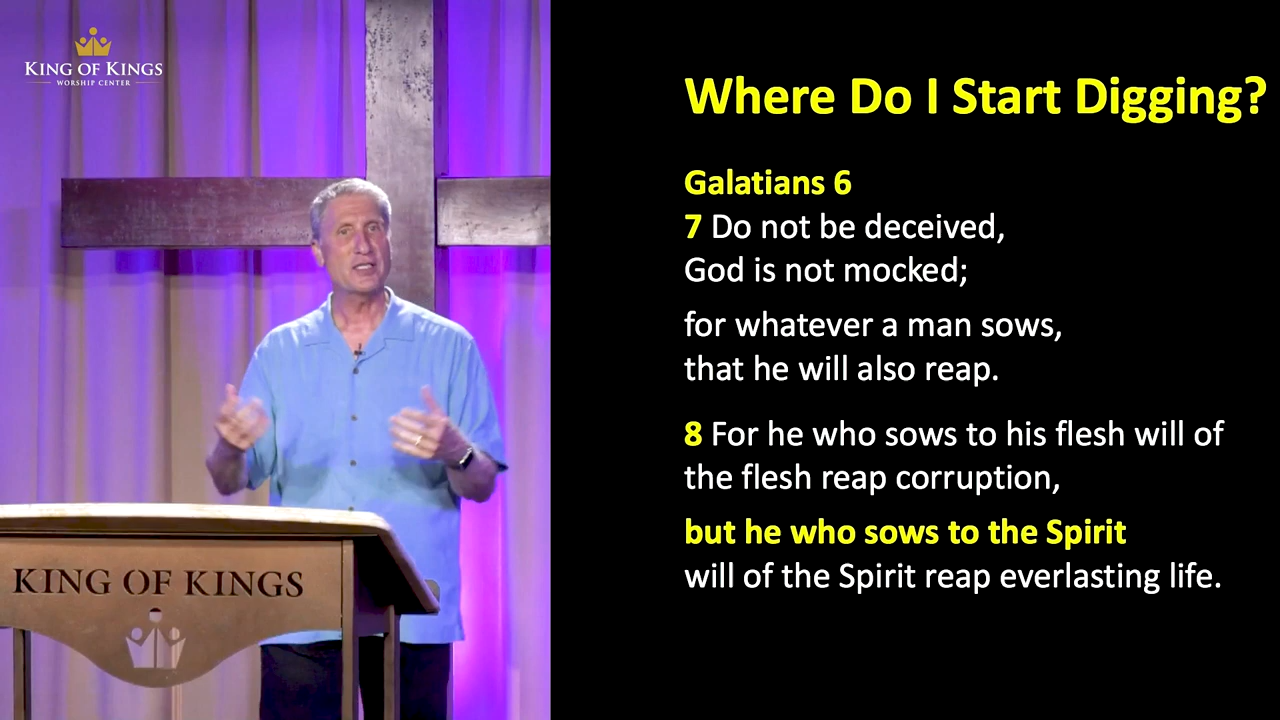 KING OF KINGS
WORSHIP CENTER
Where Do I Start Digging?
Galatians 6
7 Do not be deceived,
God is not mocked;
for whatever a man sows,
that he will also reap.
8 For he who sows to his flesh will of
the flesh reap corruption,
but he who sows to the Spirit
will of the Spirit reap everlasting life.
KING OF KINGS